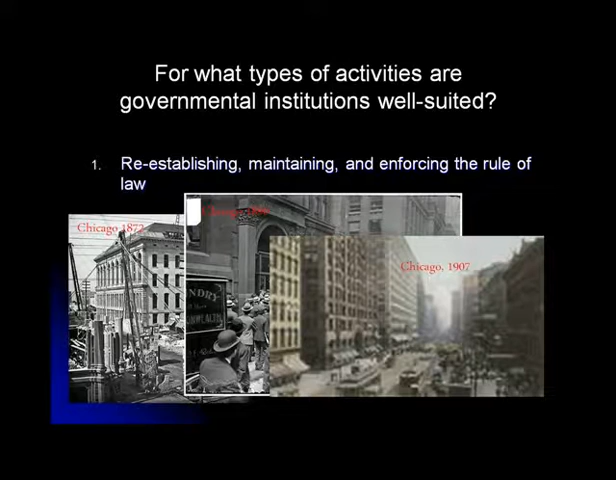 For what types of activities are
governmental institutions well-suited?
1. Re-establishing, maintaining, and enforcing the rule of
law
Chicago 1872
Chicago, 1907
NDRY